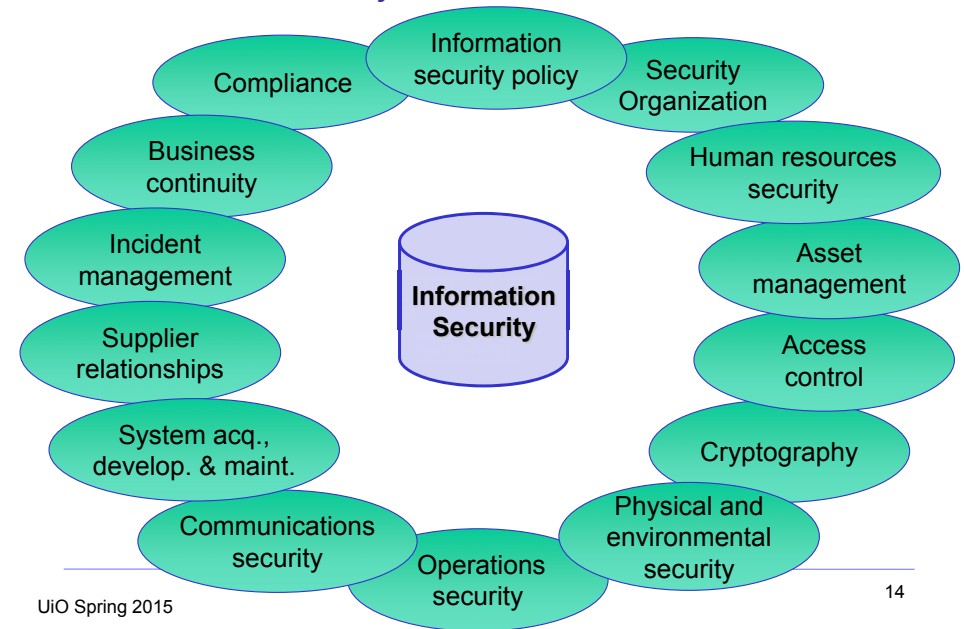 Information
security policy
Security
Organization
Human resources
security
Asset
management
Access
control
Cryptography
Physical and
environmental
security
Operations
security
Communications
security
System acq.,
develop. & maint.
Supplier
relationships
Incident
management
Business
continuity
Compliance
Information
Security
UiO Spring 2015
14